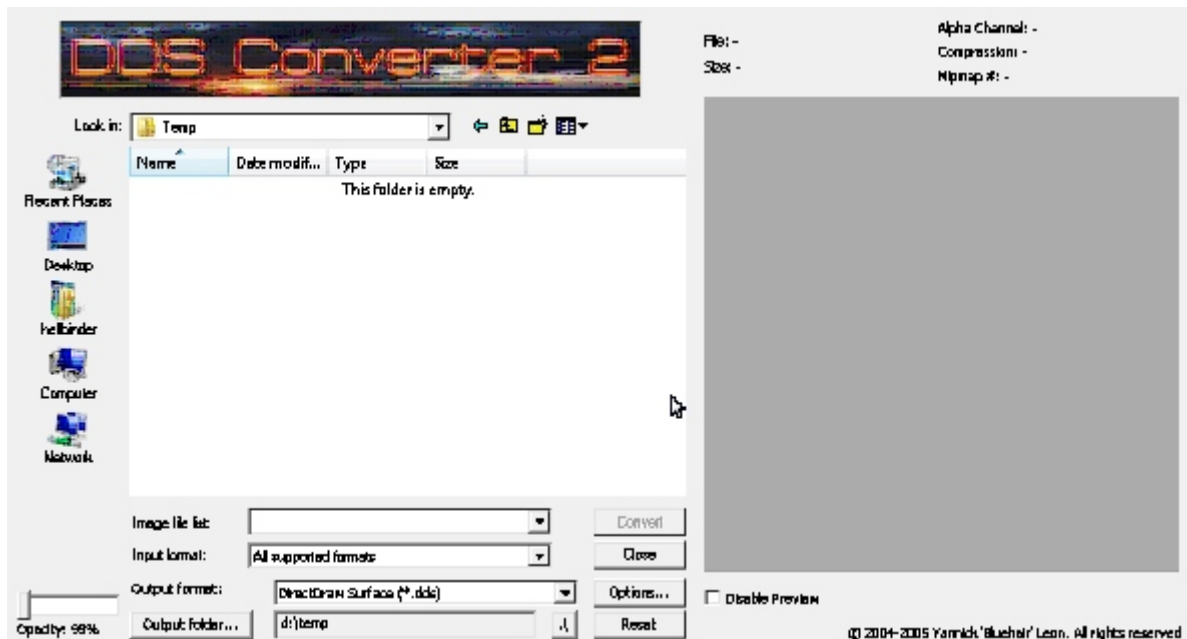 DDS Converter 2
File: -
Size: -
Alpha Channel: -
Compression: -
Mipmap #: -
Look in:
Temp
Name
Date modif...
Type
Size
This folder is empty.
Recent Places
Desktop
hellbinder
Computer
Network
Image file list:
Convert
Input format:
All supported formats
Close
Output format:
DirectDraw Surface (*.dds)
Options...
Disable Preview
Opacity: 99%
Output folder...
d:\temp
.\
Reset
© 2004-2005 Yannick 'Bluehair' Leon. All rights reserved